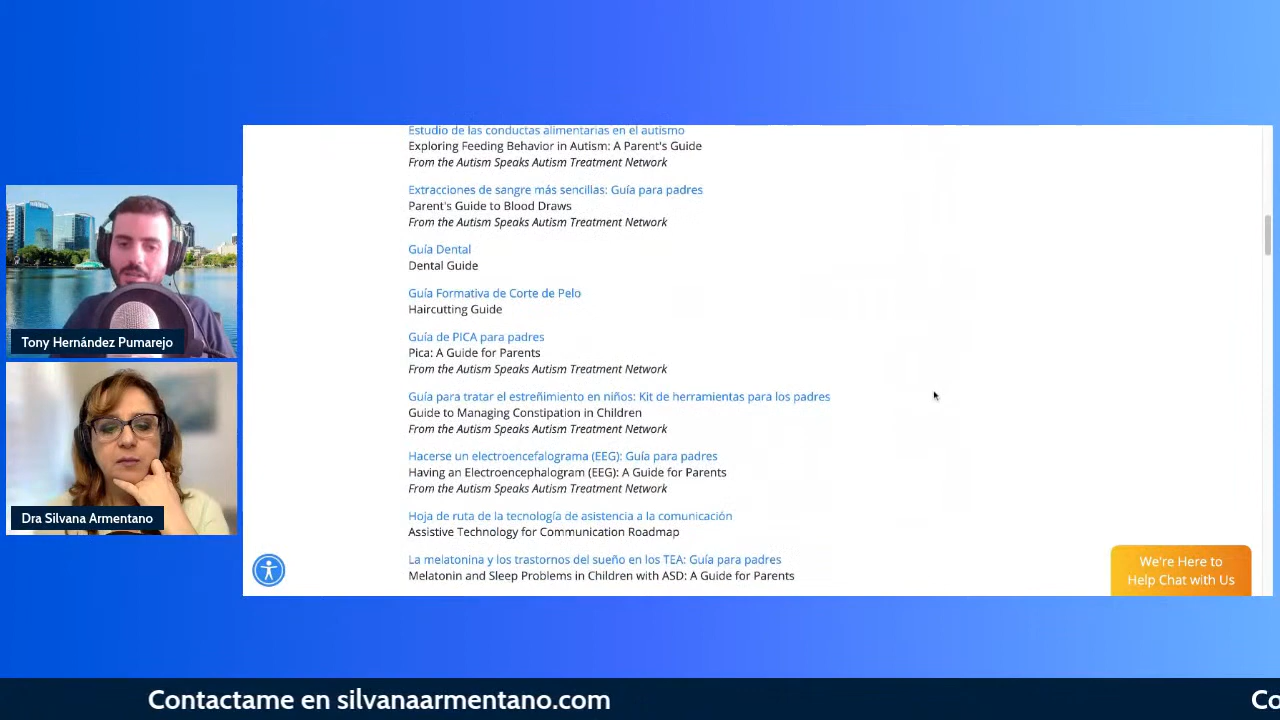 Estudio de las conductas alimentarias en el autismo
Exploring Feeding Behavior in Autism: A Parent's Guide
From the Autism Speaks Autism Treatment Network
Extracciones de sangre más sencillas: Guía para padres
Parent's Guide to Blood Draws
From the Autism Speaks Autism Treatment Network
Guía Dental
Dental Guide
Guía Formativa de Corte de Pelo
Haircutting Guide
Guía de PICA para padres
Pica: A Guide for Parents
From the Autism Speaks Autism Treatment Network
Guía para tratar el estreñimiento en niños: Kit de herramientas para los padres
Guide to Managing Constipation in Children
From the Autism Speaks Autism Treatment Network
Hacerse un electroencefalograma (EEG): Guía para padres
Having an Electroencephalogram (EEG): A Guide for Parents
From the Autism Speaks Autism Treatment Network
Hoja de ruta de la tecnología de asistencia a la comunicación
Assistive Technology for Communication Roadmap
La melatonina y los trastornos del sueño en los TEA: Guía para padres
Melatonin and Sleep Problems in Children with ASD: A Guide for Parents
We're Here to
Help Chat with Us
Tony Hernández Pumarejo
Dra Silvana Armentano
Contactame en silvanaarmentano.com
Co